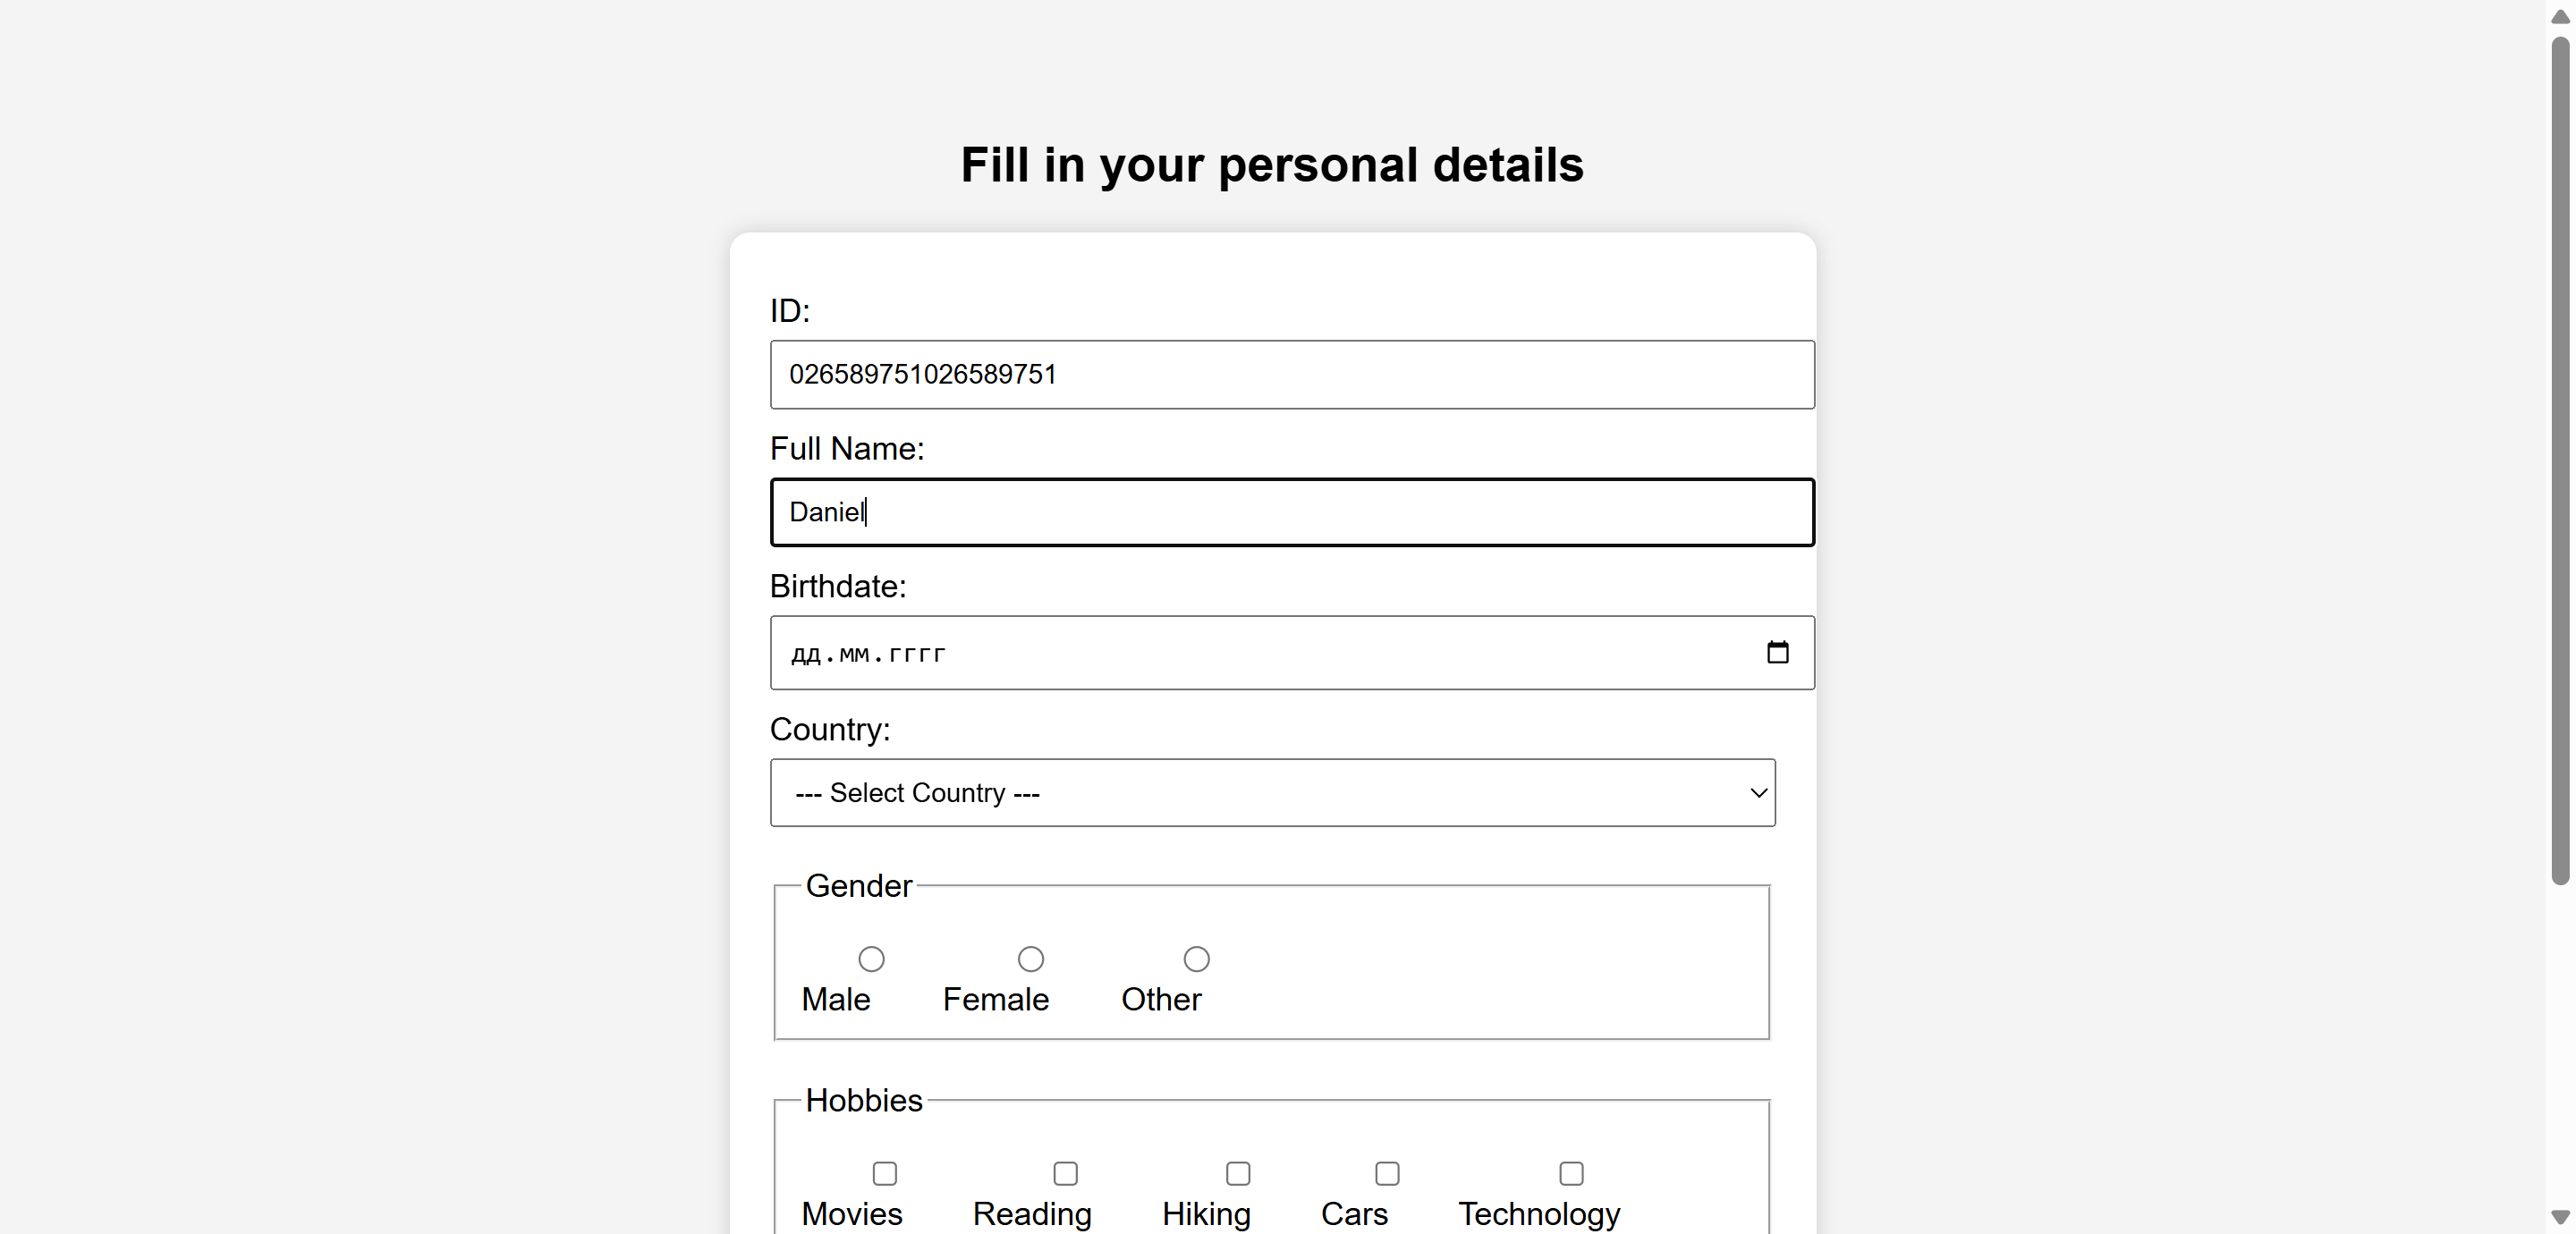 Fill in your personal details
ID:
026589751026589751
Full Name:
Daniel
Birthdate:
дд.мм.гггг
Country:
--- Select Country ---
Gender
Male Female Other
Hobbies
Movies Reading Hiking Cars Technology